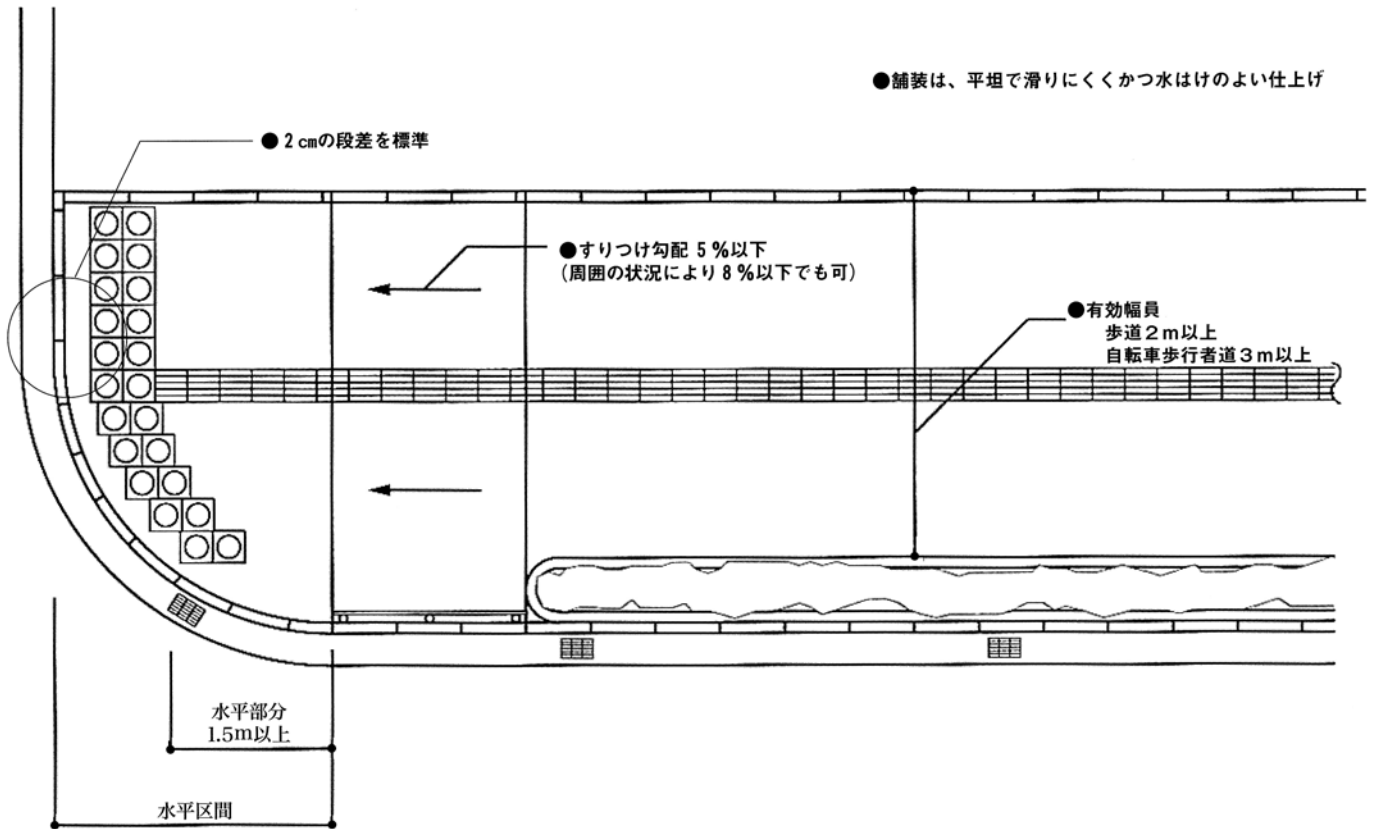 ●舗装は、平坦で滑りにくくかつ水はけのよい仕上げ
●2cmの段差を標準
●すりつけ勾配 5%以下
(周囲の状況により8%以下でも可)
●有効幅員
歩道2m以上
自転車歩行者道3m以上
水平部分
1.5m以上
水平区間